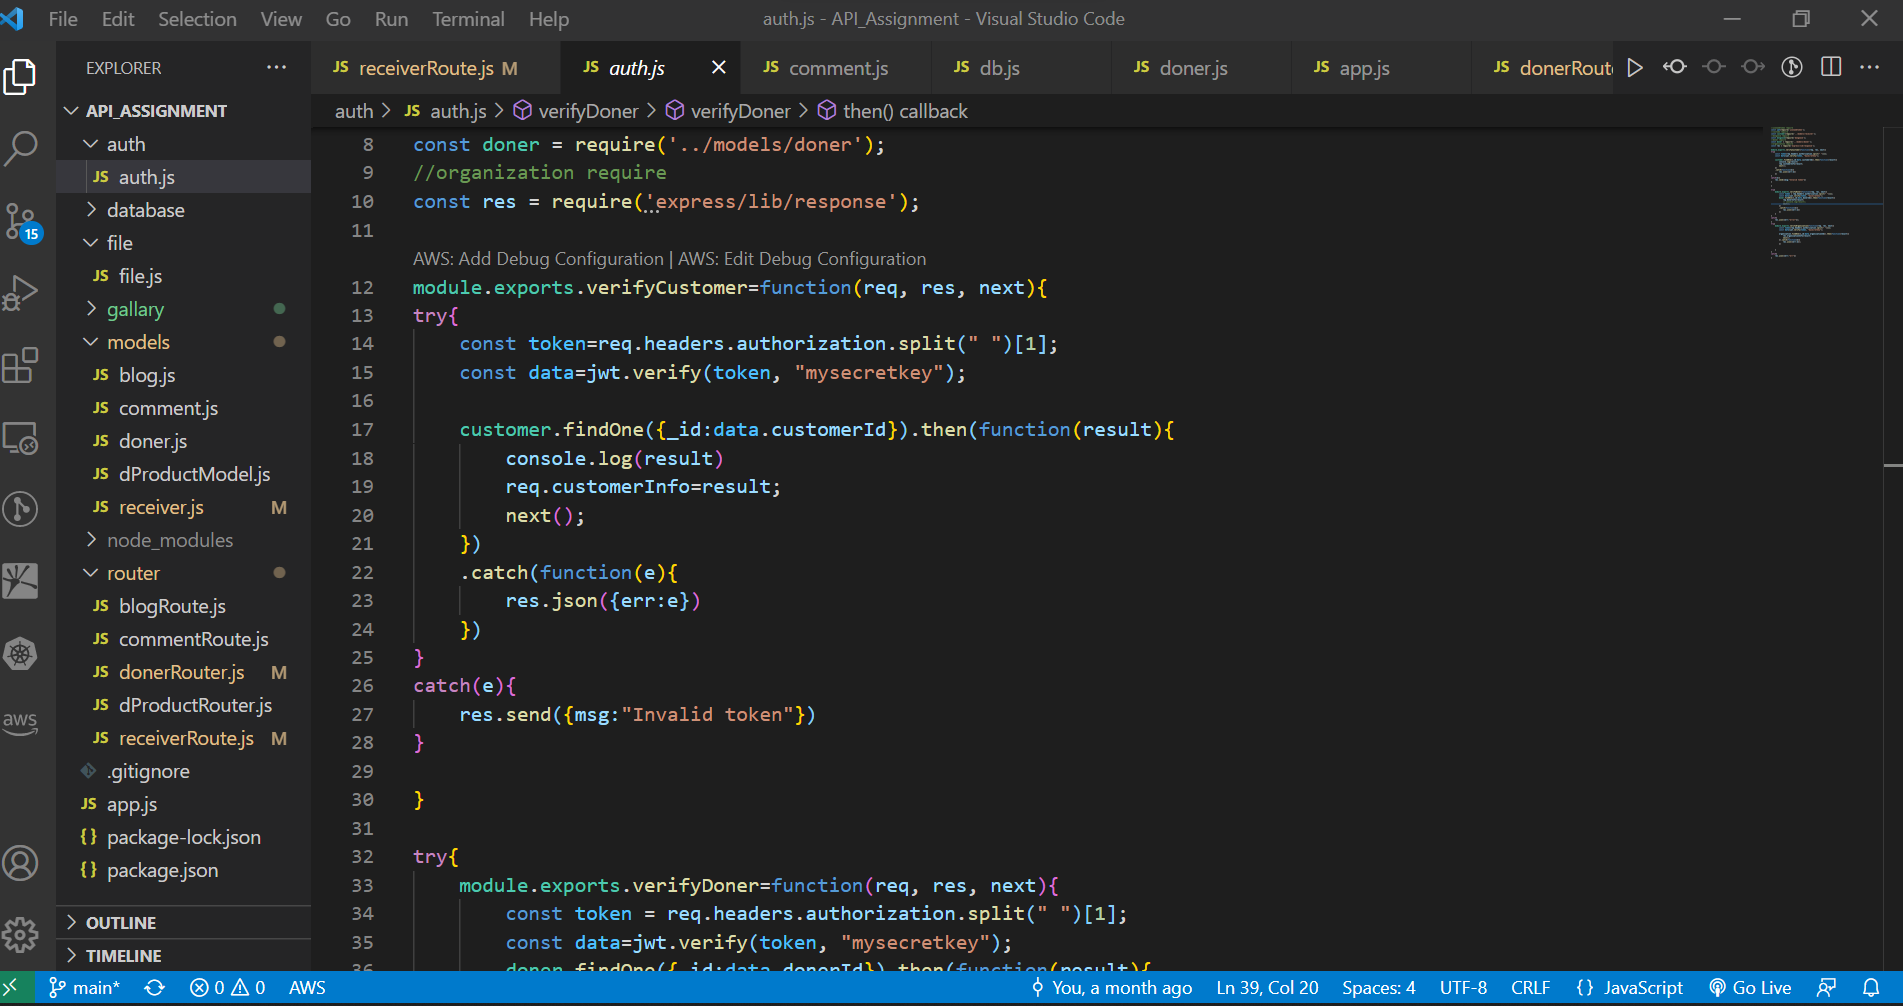 File Edit Selection View Go Run Terminal Help auth.js - API_Assignment - Visual Studio Code
EXPLORER
JS receiverRoute.js M JS auth.js JS comment.js JS db.js JS doner.js JS app.js JS donerRoute
auth > JS auth.js > verifyDoner > verifyDoner > then() callback
API_ASSIGNMENT
auth
JS auth.js
database
file
JS file.js
gallary
models
JS blog.js
JS comment.js
JS doner.js
JS dProductModel.js
JS receiver.js M
node_modules
router
JS blogRoute.js
JS commentRoute.js
JS donerRouter.js M
JS dProductRouter.js
JS receiverRoute.js M
.gitignore
JS app.js
{} package-lock.json
{} package.json
OUTLINE
TIMELINE
15
aws
8 const doner = require('../models/doner');
9 //organization require
10 const res = require('express/lib/response');
11
AWS: Add Debug Configuration | AWS: Edit Debug Configuration
12 module.exports.verifyCustomer=function(req, res, next){
13 try{
14 const token=req.headers.authorization.split(" ")[1];
15 const data=jwt.verify(token, "mysecretkey");
16
17 customer.findOne({_id:data.customerId}).then(function(result){
18 console.log(result)
19 req.customerInfo=result;
20 next();
21 })
22 .catch(function(e){
23 res.json({err:e})
24 })
25 }
26 catch(e){
27 res.send({msg:"Invalid token"})
28 }
29
30 }
31
32 try{
33 module.exports.verifyDoner=function(req, res, next){
34 const token = req.headers.authorization.split(" ")[1];
35 const data=jwt.verify(token, "mysecretkey");
36 doner.findOne({_id:data.donerId}).then(function(result){
main* 0 0 AWS You, a month ago Ln 39, Col 20 Spaces: 4 UTF-8 CRLF {} JavaScript Go Live